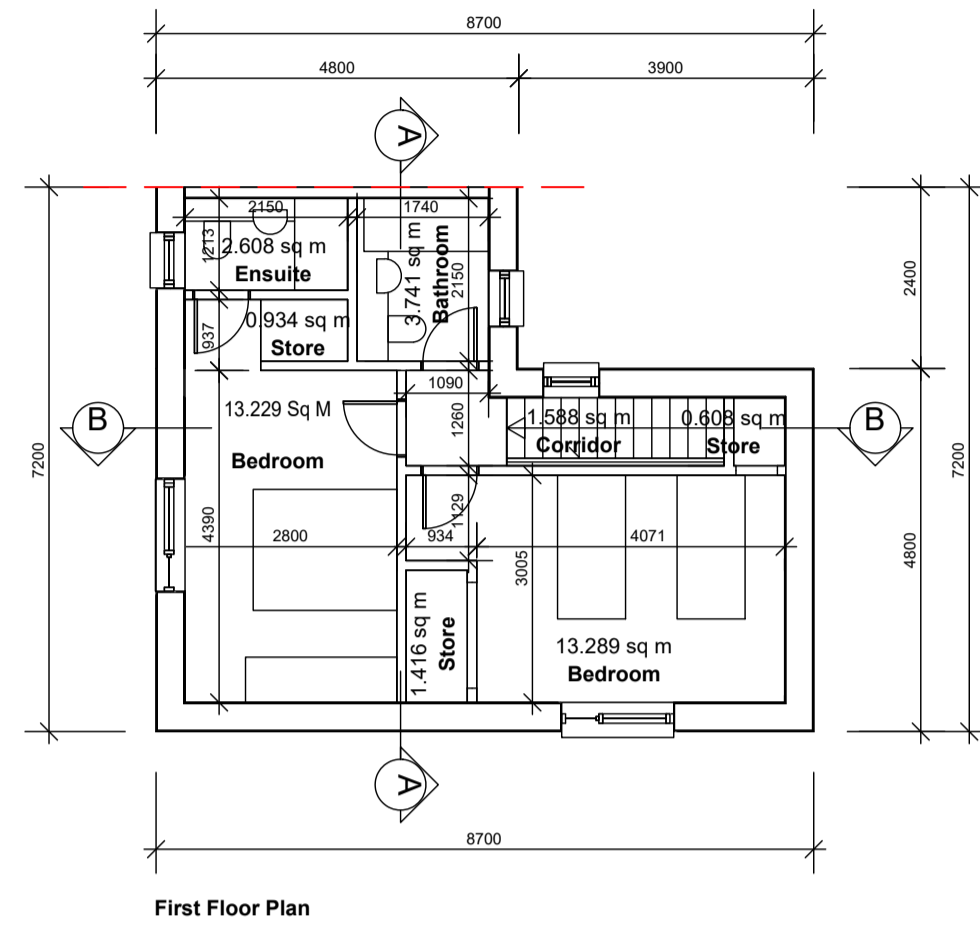 8700
4800
3900
A
2150
1740
1213
2.608 sq m
Ensuite
3.741 sq m
Bathroom
2150
2400
937
0.934 sq m
Store
1090
13.229 Sq M
1260
1.588 sq m
Corridor
0.608 sq m
Store
B
B
Bedroom
7200
7200
4390
2800
1129
934
4071
3005
4800
1.416 sq m
Store
13.289 sq m
Bedroom
A
8700
First Floor Plan